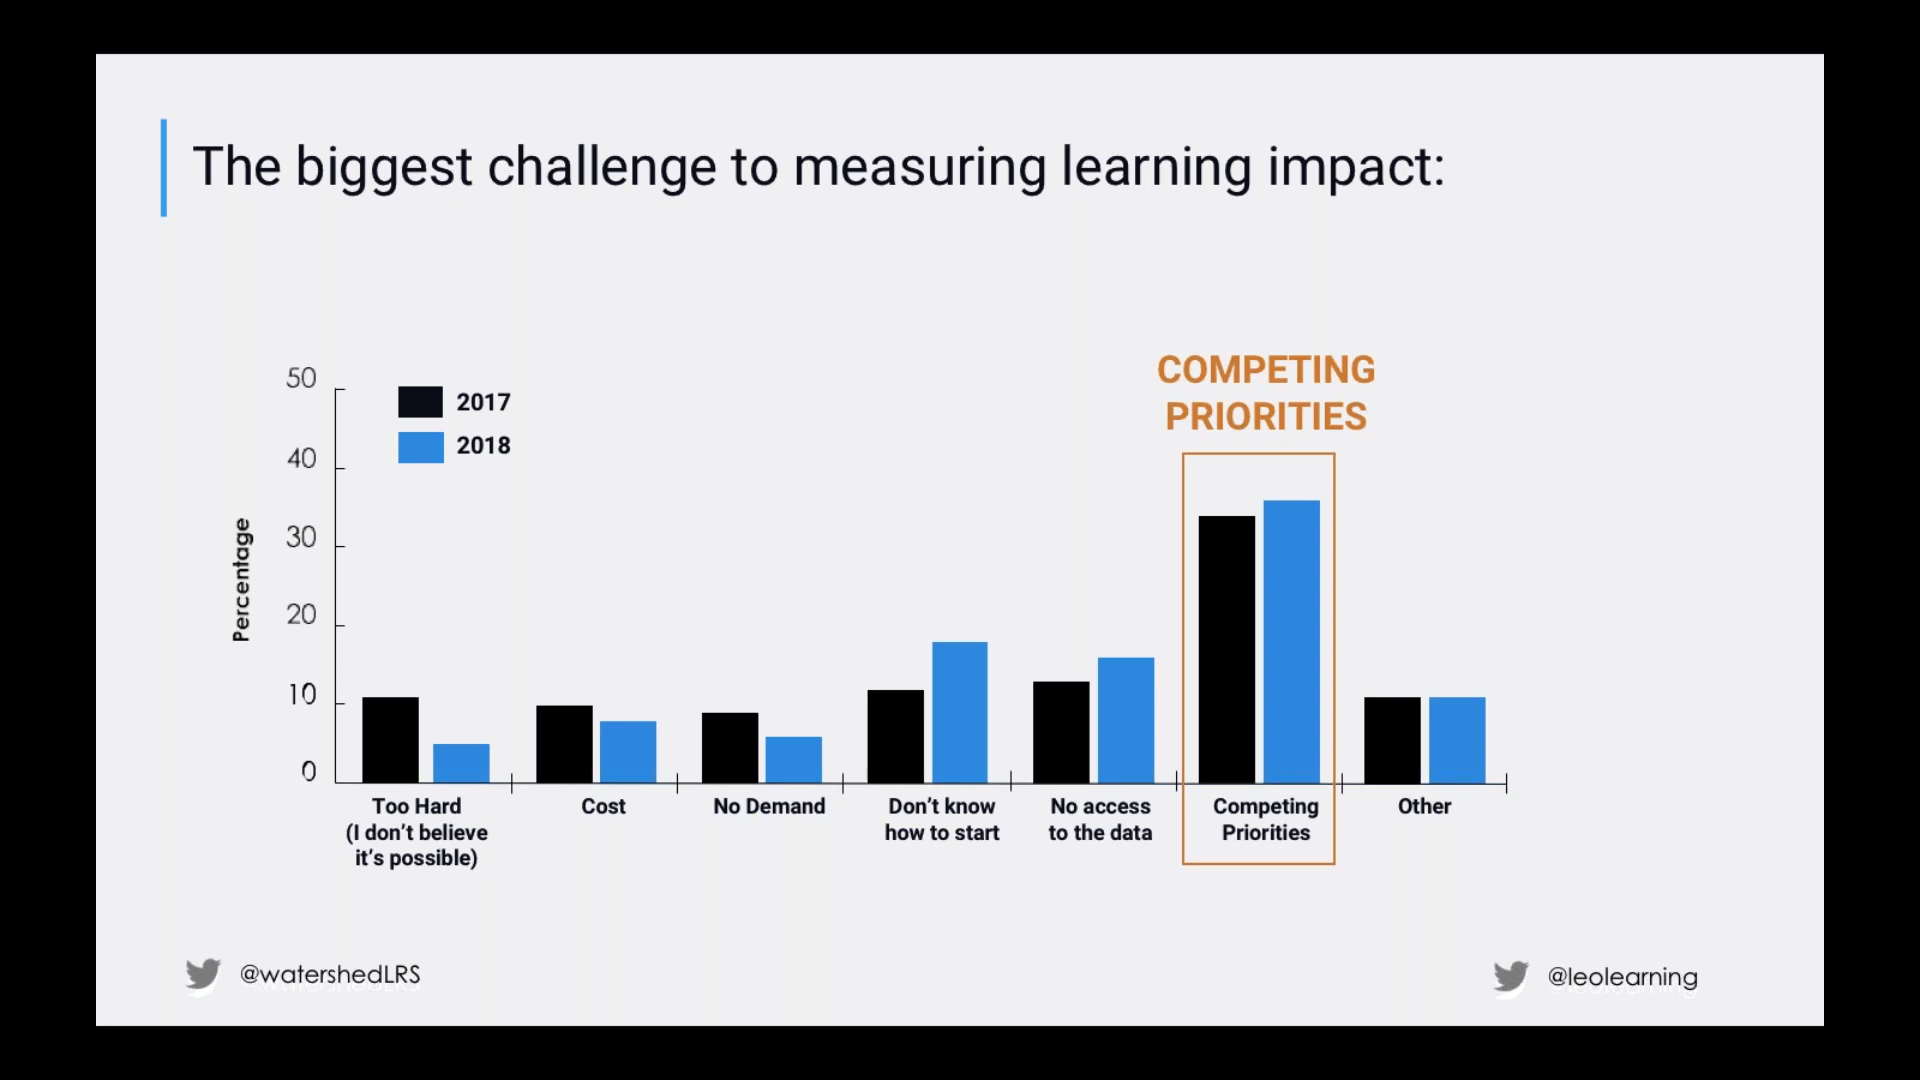 The biggest challenge to measuring learning impact:
COMPETING
PRIORITIES
2017
2018
50
40
30
20
10
0
Percentage
Too Hard
(I don’t believe
it’s possible)
Cost
No Demand
Don’t know
how to start
No access
to the data
Competing
Priorities
Other
@watershedLRS
@leolearning